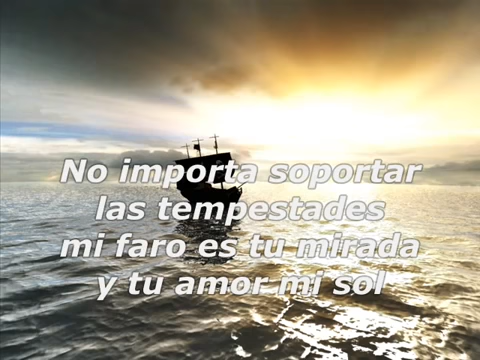 No importa soportar
las tempestades
mi faro es tu mirada
y tu amor mi sol